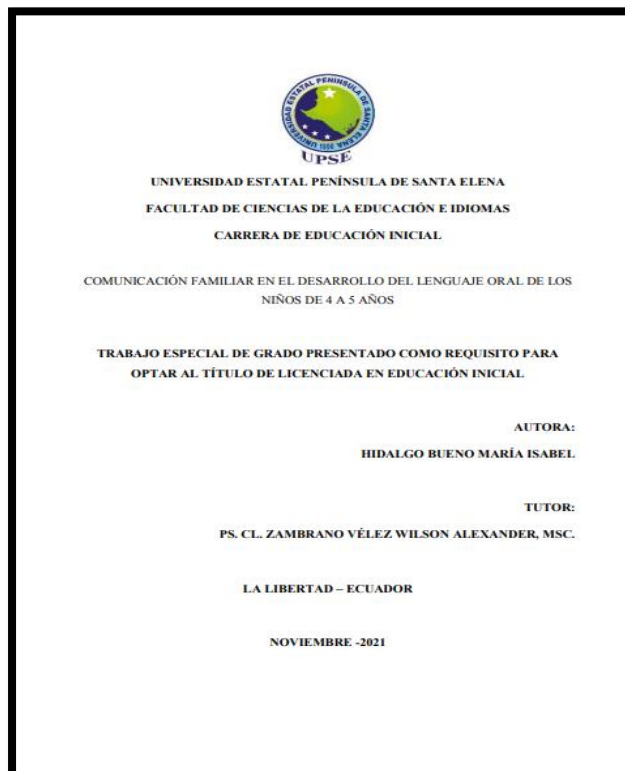 UNIVERSIDAD ESTATAL PENINSULA DE SANTA ELENA
UPSE
UNIVERSIDAD ESTATAL PENÍNSULA DE SANTA ELENA
FACULTAD DE CIENCIAS DE LA EDUCACIÓN E IDIOMAS
CARRERA DE EDUCACIÓN INICIAL
COMUNICACIÓN FAMILIAR EN EL DESARROLLO DEL LENGUAJE ORAL DE LOS
NIÑOS DE 4 A 5 AÑOS
TRABAJO ESPECIAL DE GRADO PRESENTADO COMO REQUISITO PARA
OPTAR AL TÍTULO DE LICENCIADA EN EDUCACIÓN INICIAL
AUTORA:
HIDALGO BUENO MARÍA ISABEL
TUTOR:
PS. CL. ZAMBRANO VÉLEZ WILSON ALEXANDER, MSC.
LA LIBERTAD – ECUADOR
NOVIEMBRE -2021